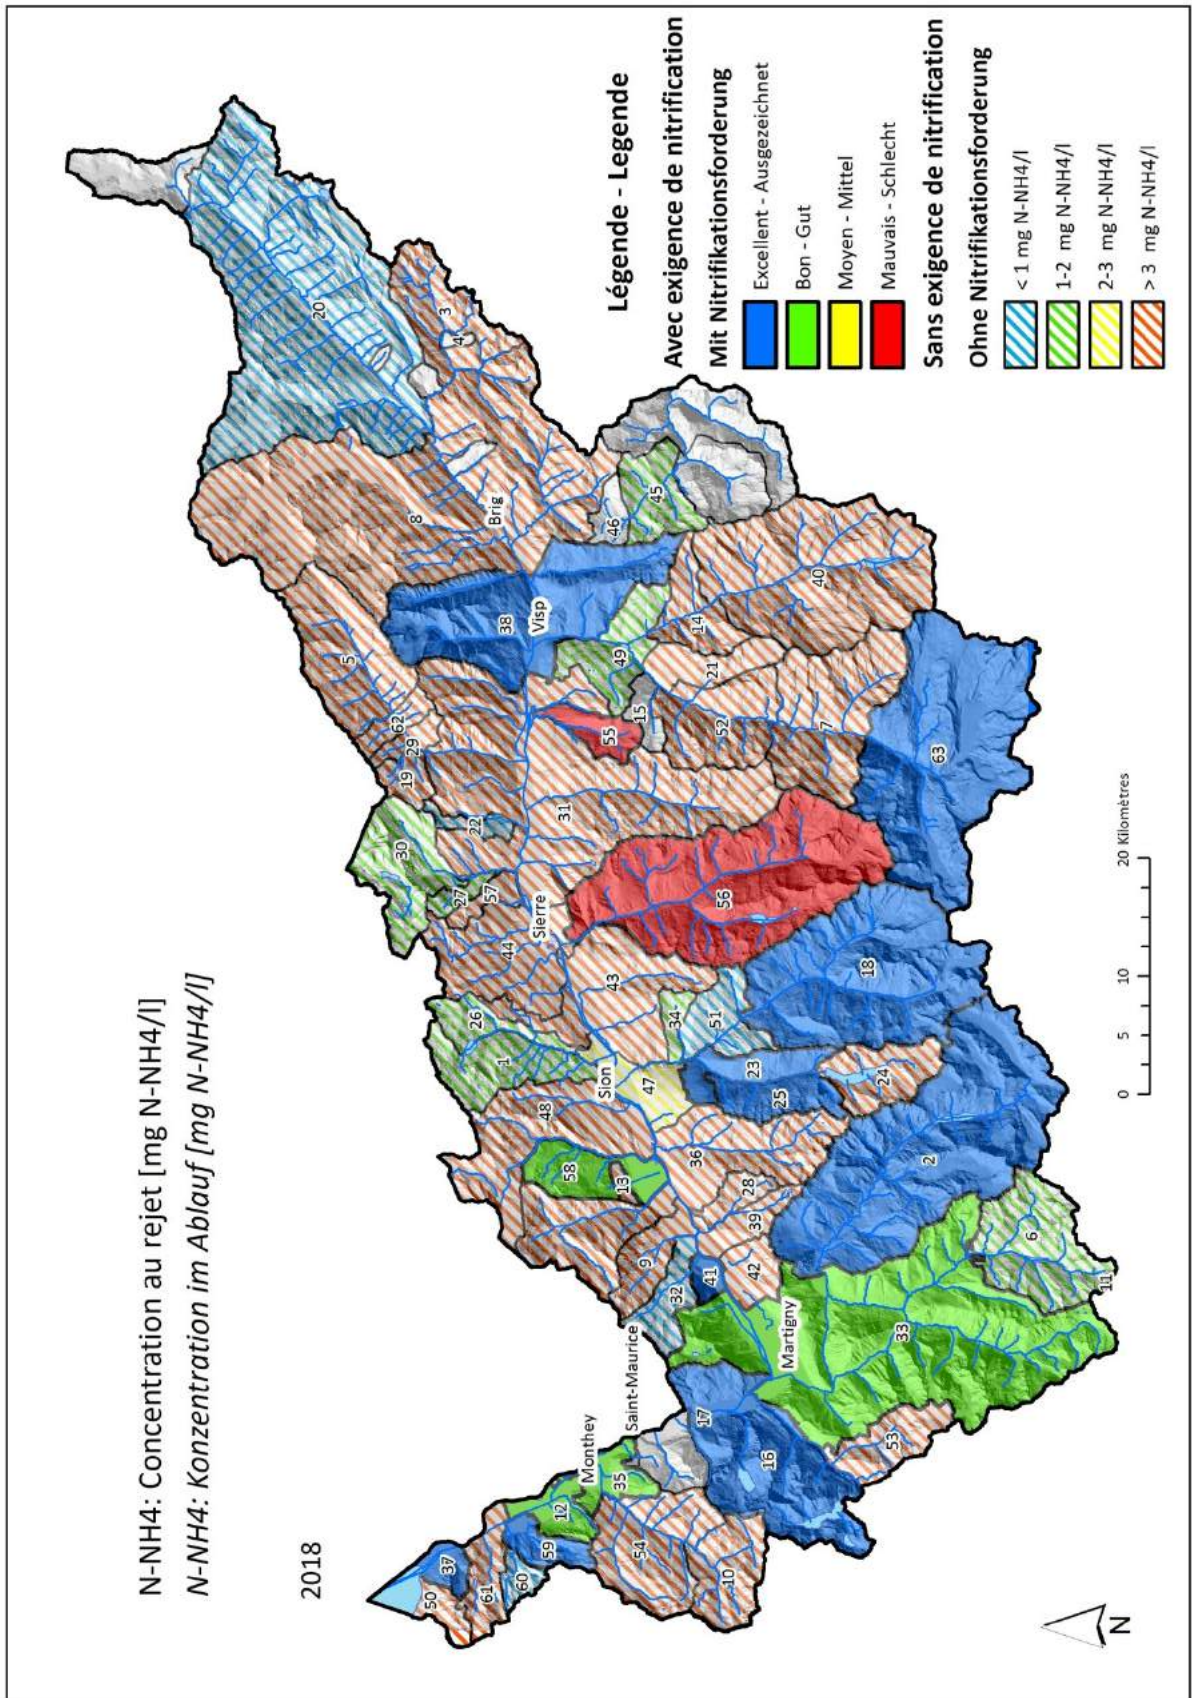 N-NH4: Concentration au rejet [mg N-NH4/l]
N-NH4: Konzentration im Ablauf [mg N-NH4/l]
2018
Légende - Legende
Avec exigence de nitrification
Mit Nitrifikationsforderung
Excellent - Ausgezeichnet
Bon - Gut
Moyen - Mittel
Mauvais - Schlecht
Sans exigence de nitrification
Ohne Nitrifikationsforderung
< 1 mg N-NH4/l
1-2 mg N-NH4/l
2-3 mg N-NH4/l
> 3 mg N-NH4/l
20
3
4
8
Brig
5
62
29
19
38
Visp
46
45
40
14
49
21
15
55
52
7
63
30
22
27
57
31
44
Sierre
56
26
1
43
34
51
18
Sion
47
23
25
24
48
58
13
36
28
39
2
9
32
41
42
6
11
Saint-Maurice
Martigny
33
Monthey
17
16
53
35
12
59
54
10
37
50
61
60
0
5
10
20 Kilomètres
N